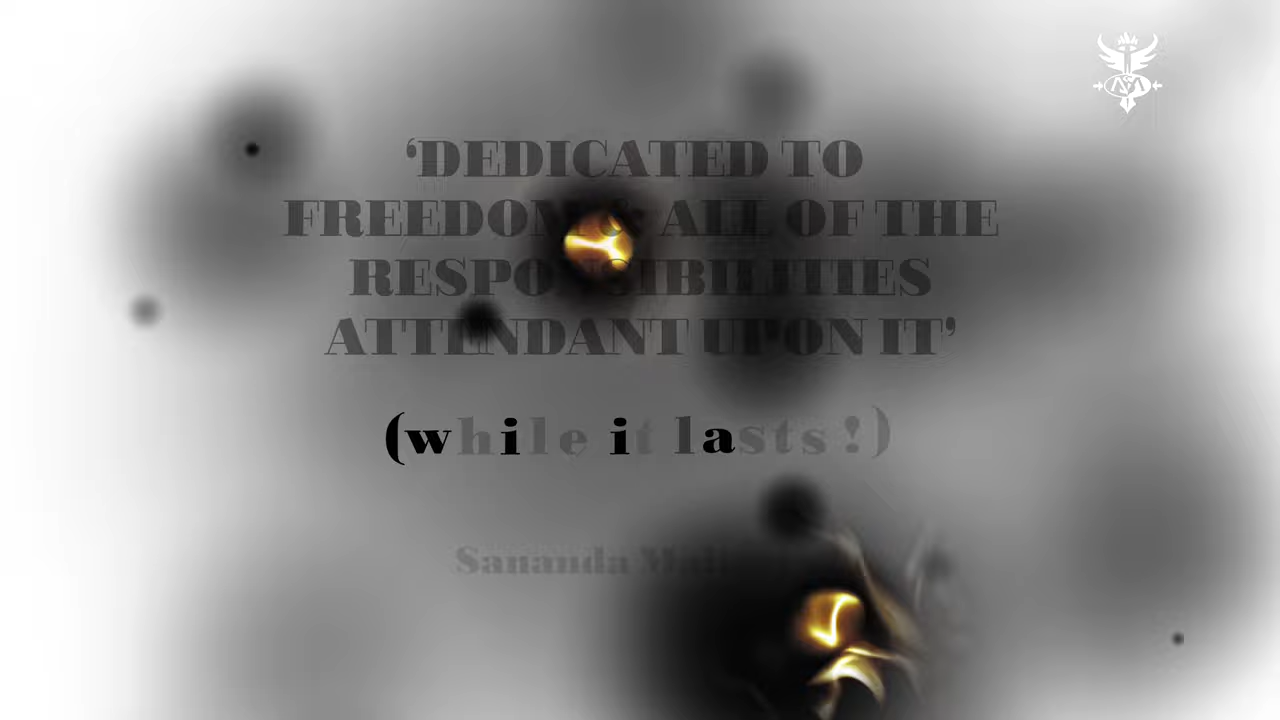 ‘DEDICATED TO
FREEDOM & ALL OF THE
RESPONSIBILITIES
ATTENDANT UPON IT’
(while it lasts!)
Sananda